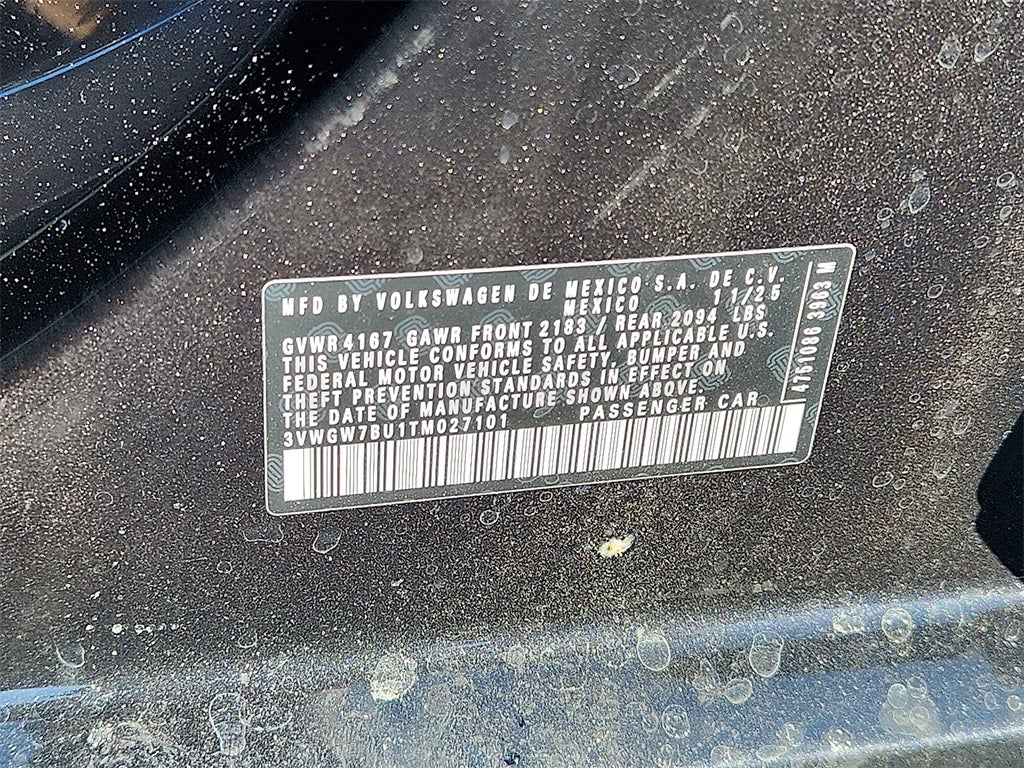 MFD BY VOLKSWAGEN DE MEXICO S.A. DE C.V.
MEXICO 11/25
GVWR 4167 GAWR FRONT 2183 / REAR 2094 LBS
THIS VEHICLE CONFORMS TO ALL APPLICABLE U.S.
FEDERAL MOTOR VEHICLE SAFETY, BUMPER AND
THEFT PREVENTION STANDARDS IN EFFECT ON
THE DATE OF MANUFACTURE SHOWN ABOVE.
3VWGW7BU1TM027101 PASSENGER CAR
4761086 3963 M